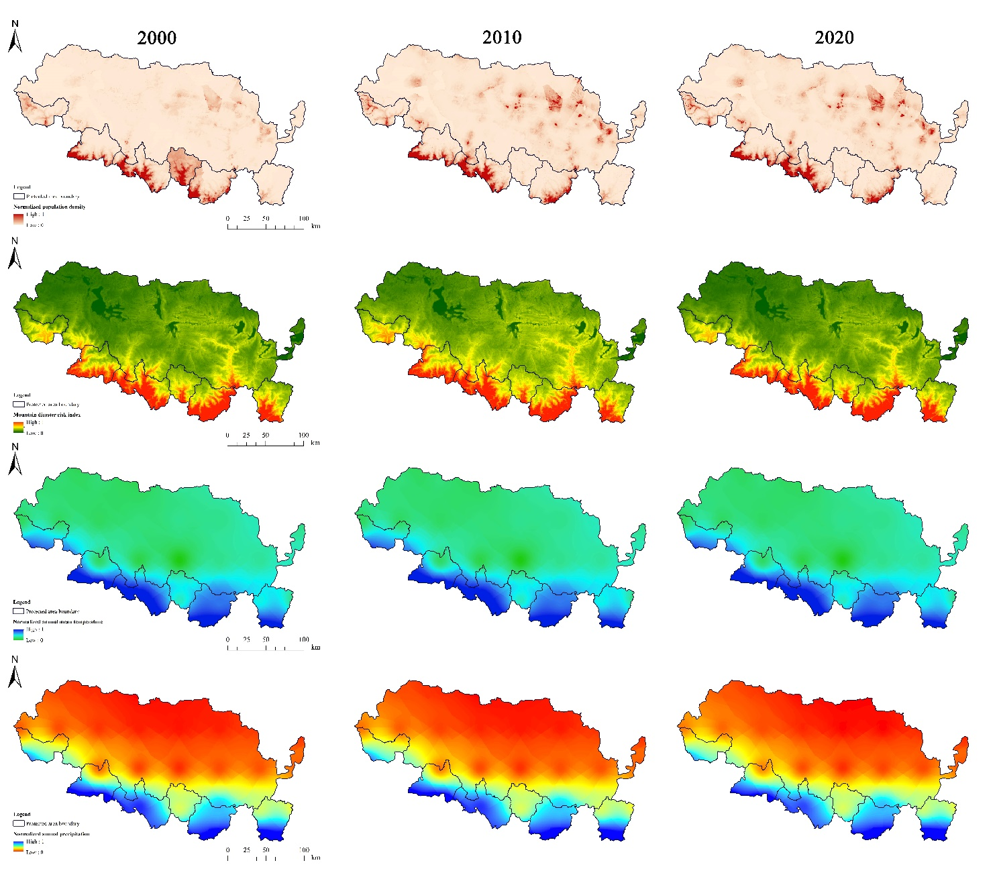 N
2000
2010
2020
Legend
Protected area boundary
Normalized population density
High : 1
Low : 0
0 25 50 100
km
N
Legend
Protected area boundary
Mountain disaster risk index
High :
Low : 0
0 25 50 100
km
N
Legend
Protected area boundary
Normalized annual mean temperature
High : 1
Low : 0
0 25 50 100
km
N
Legend
Protected area boundary
Normalized annual precipitation
High : 1
Low : 0
0 25 50 100
km